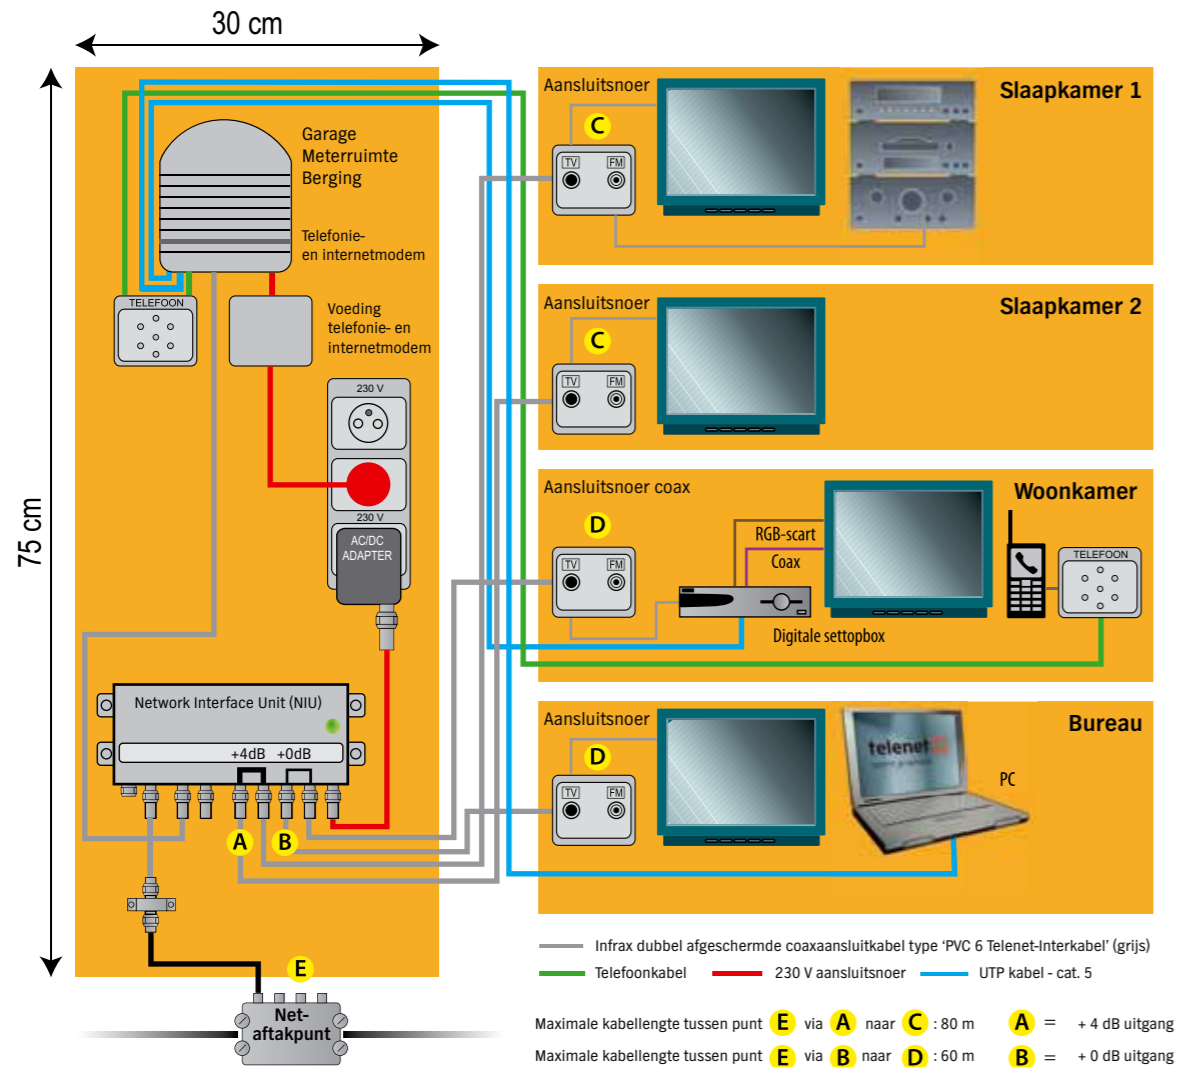 30 cm
75 cm
Garage
Meterruimte
Berging
Telefonie-
en internetmodem
TELEFOON
Voeding
telefonie- en
internetmodem
230 V
230 V
AC/DC
ADAPTER
Network Interface Unit (NIU)
+4dB +0dB
A
B
E
Net-
aftakpunt
Aansluitsnoer
Slaapkamer 1
C
TV FM
Aansluitsnoer
Slaapkamer 2
C
TV FM
Aansluitsnoer coax
Woonkamer
D
TV FM
RGB-scart
Coax
Digitale settopbox
TELEFOON
Aansluitsnoer
Bureau
D
TV FM
telenet
PC
Infrax dubbel afgeschermde coaxaansluitkabel type ‘PVC 6 Telenet-Interkabel’ (grijs)
Telefoonkabel 230 V aansluitsnoer UTP kabel - cat. 5
Maximale kabellengte tussen punt E via A naar C : 80 m A = + 4 dB uitgang
Maximale kabellengte tussen punt E via B naar D : 60 m B = + 0 dB uitgang